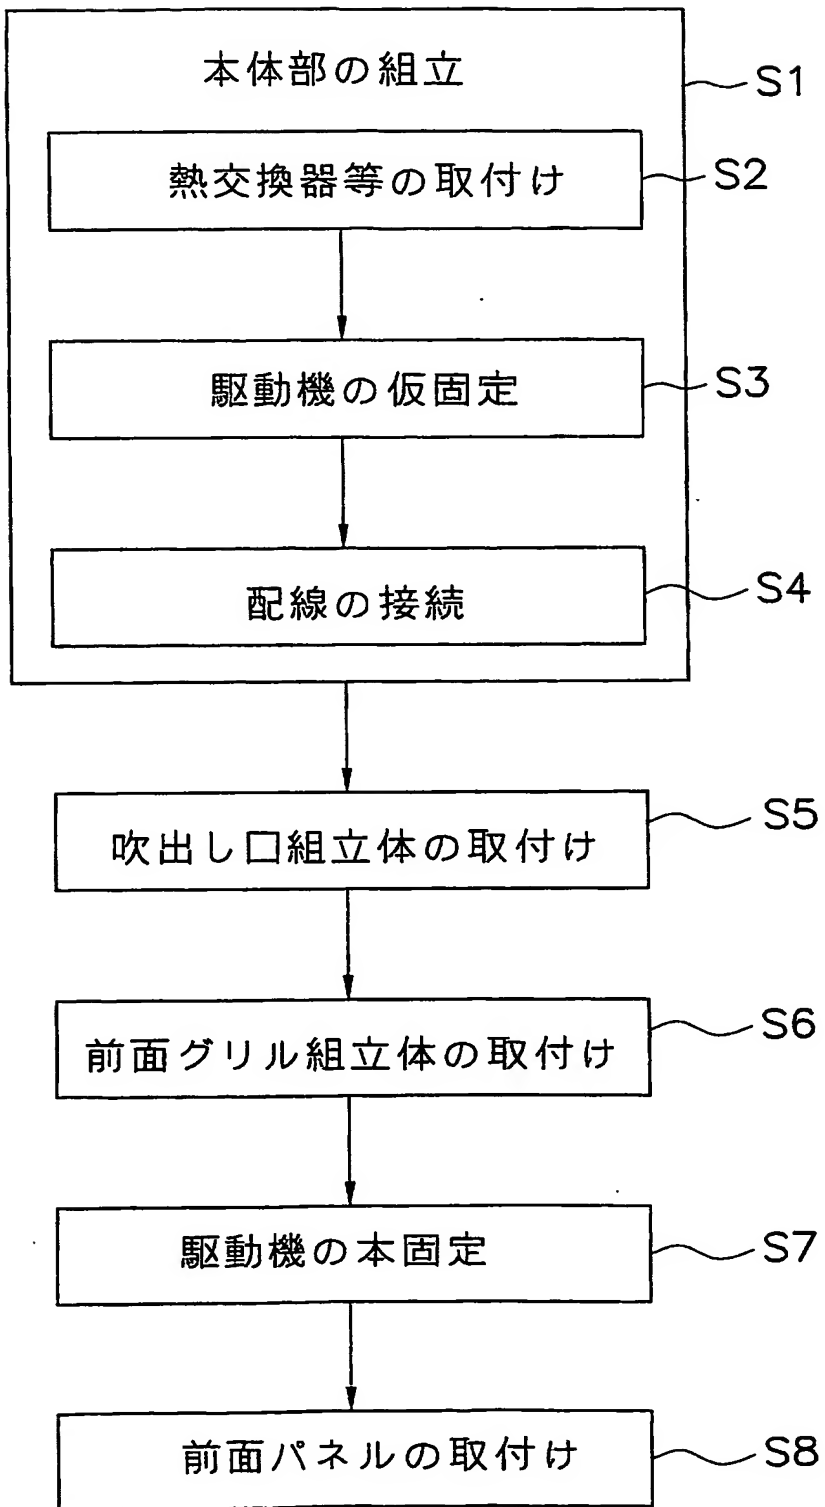 本体部の組立
S1
熱交換器等の取付け
S2
駆動機の仮固定
S3
配線の接続
S4
吹出し口組立体の取付け
S5
前面グリル組立体の取付け
S6
駆動機の本固定
S7
前面パネルの取付け
S8